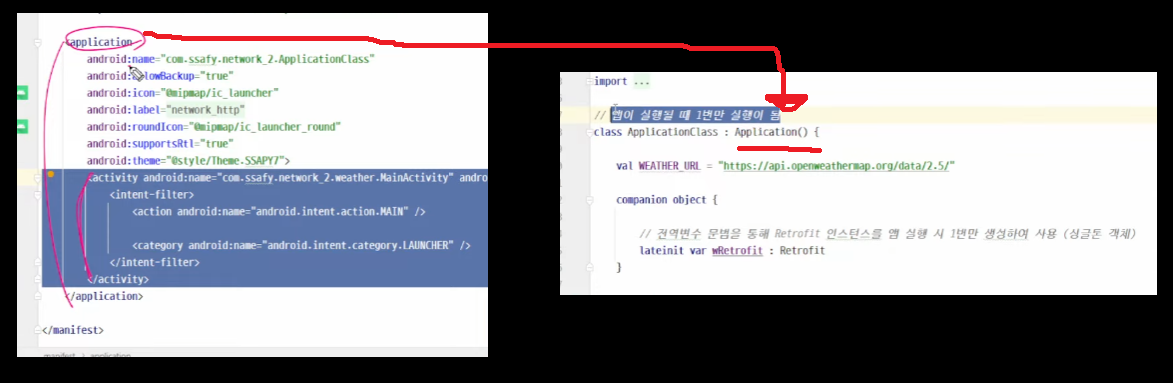 <application
android:name="com.ssafy.network_2.ApplicationClass"
android:allowBackup="true"
android:icon="@mipmap/ic_launcher"
android:label="network_http"
android:roundIcon="@mipmap/ic_launcher_round"
android:supportsRtl="true"
android:theme="@style/Theme.SSAPY7">
<activity android:name="com.ssafy.network_2.weather.MainActivity" andro
<intent-filter>
<action android:name="android.intent.action.MAIN" />
<category android:name="android.intent.category.LAUNCHER" />
</intent-filter>
</activity>
</application>
</manifest>
manifest > application
import ...
// 앱이 실행될 때 1번만 실행이 됨
class ApplicationClass : Application() {
val WEATHER_URL = "https://api.openweathermap.org/data/2.5/"
companion object {
// 전역변수 문법을 통해 Retrofit 인스턴스를 앱 실행 시 1번만 생성하여 사용 (싱글톤 객체)
lateinit var wRetrofit : Retrofit
}